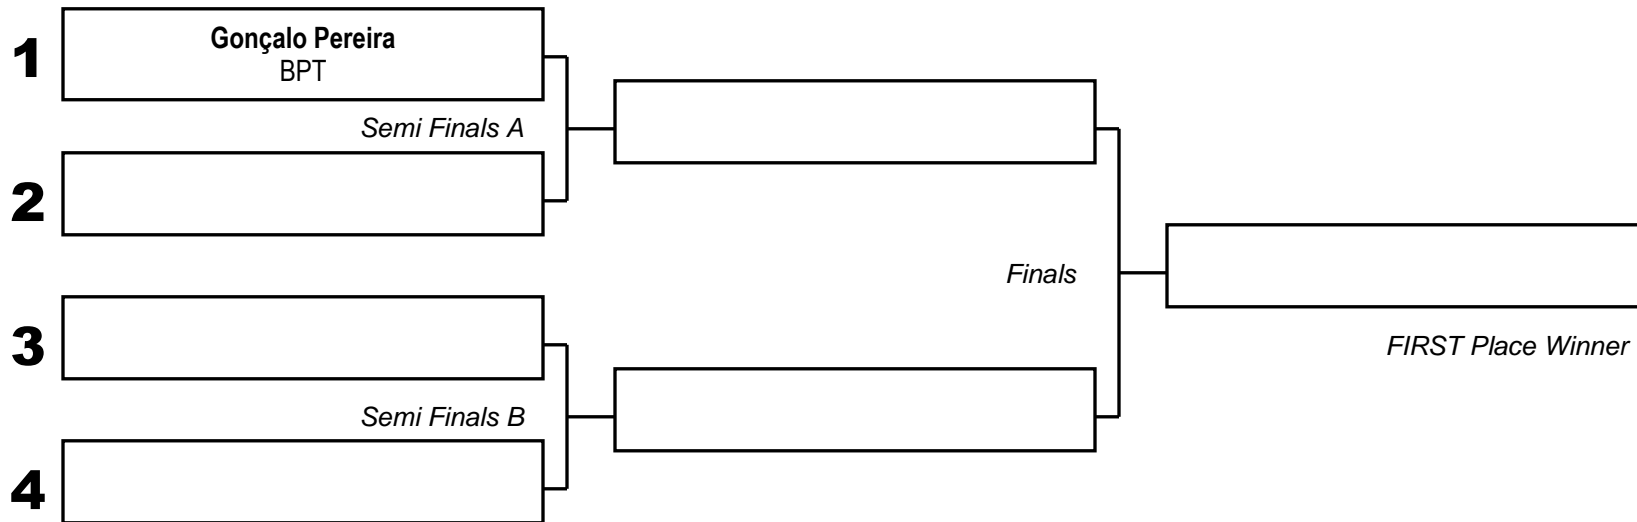 1
Gonçalo Pereira
BPT
Semi Finals A
2
Finals
3
FIRST Place Winner
Semi Finals B
4